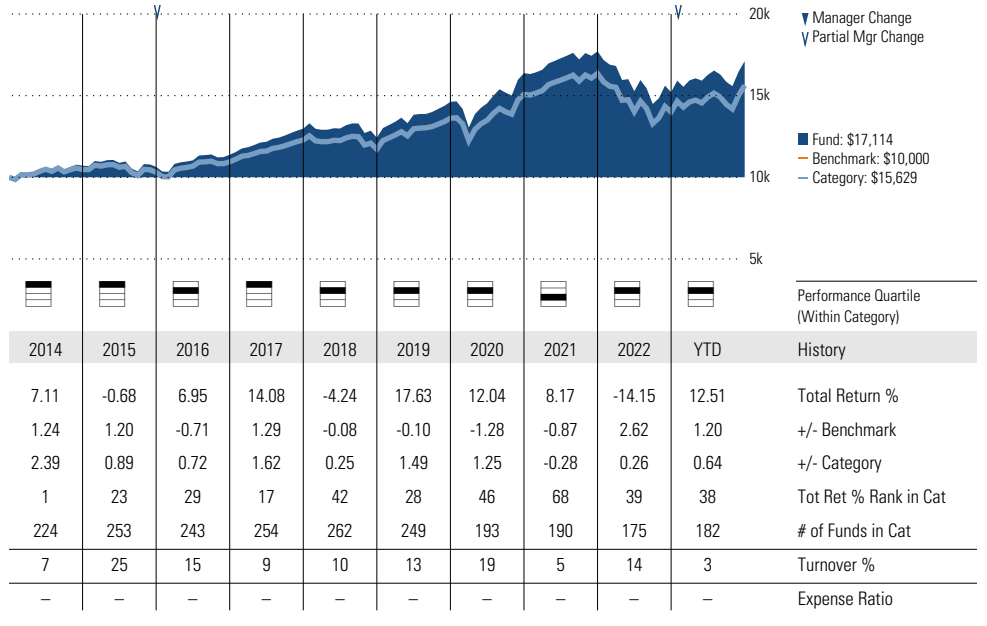 20k
Manager Change
Partial Mgr Change
15k
Fund: $17,114
Benchmark: $10,000
Category: $15,629
10k
5k
Performance Quartile
(Within Category)
2014 2015 2016 2017 2018 2019 2020 2021 2022 YTD History
7.11 -0.68 6.95 14.08 -4.24 17.63 12.04 8.17 -14.15 12.51 Total Return %
1.24 1.20 -0.71 1.29 -0.08 -0.10 -1.28 -0.87 2.62 1.20 +/- Benchmark
2.39 0.89 0.72 1.62 0.25 1.49 1.25 -0.28 0.26 0.64 +/- Category
1 23 29 17 42 28 46 68 39 38 Tot Ret % Rank in Cat
224 253 243 254 262 249 193 190 175 182 # of Funds in Cat
7 25 15 9 10 13 19 5 14 3 Turnover %
– – – – – – – – – – Expense Ratio